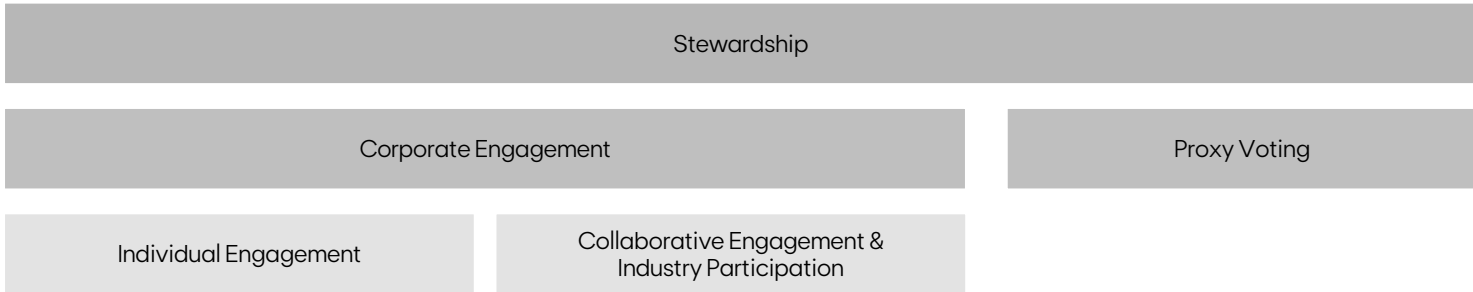 Stewardship
Corporate Engagement
Proxy Voting
Individual Engagement
Collaborative Engagement &
Industry Participation